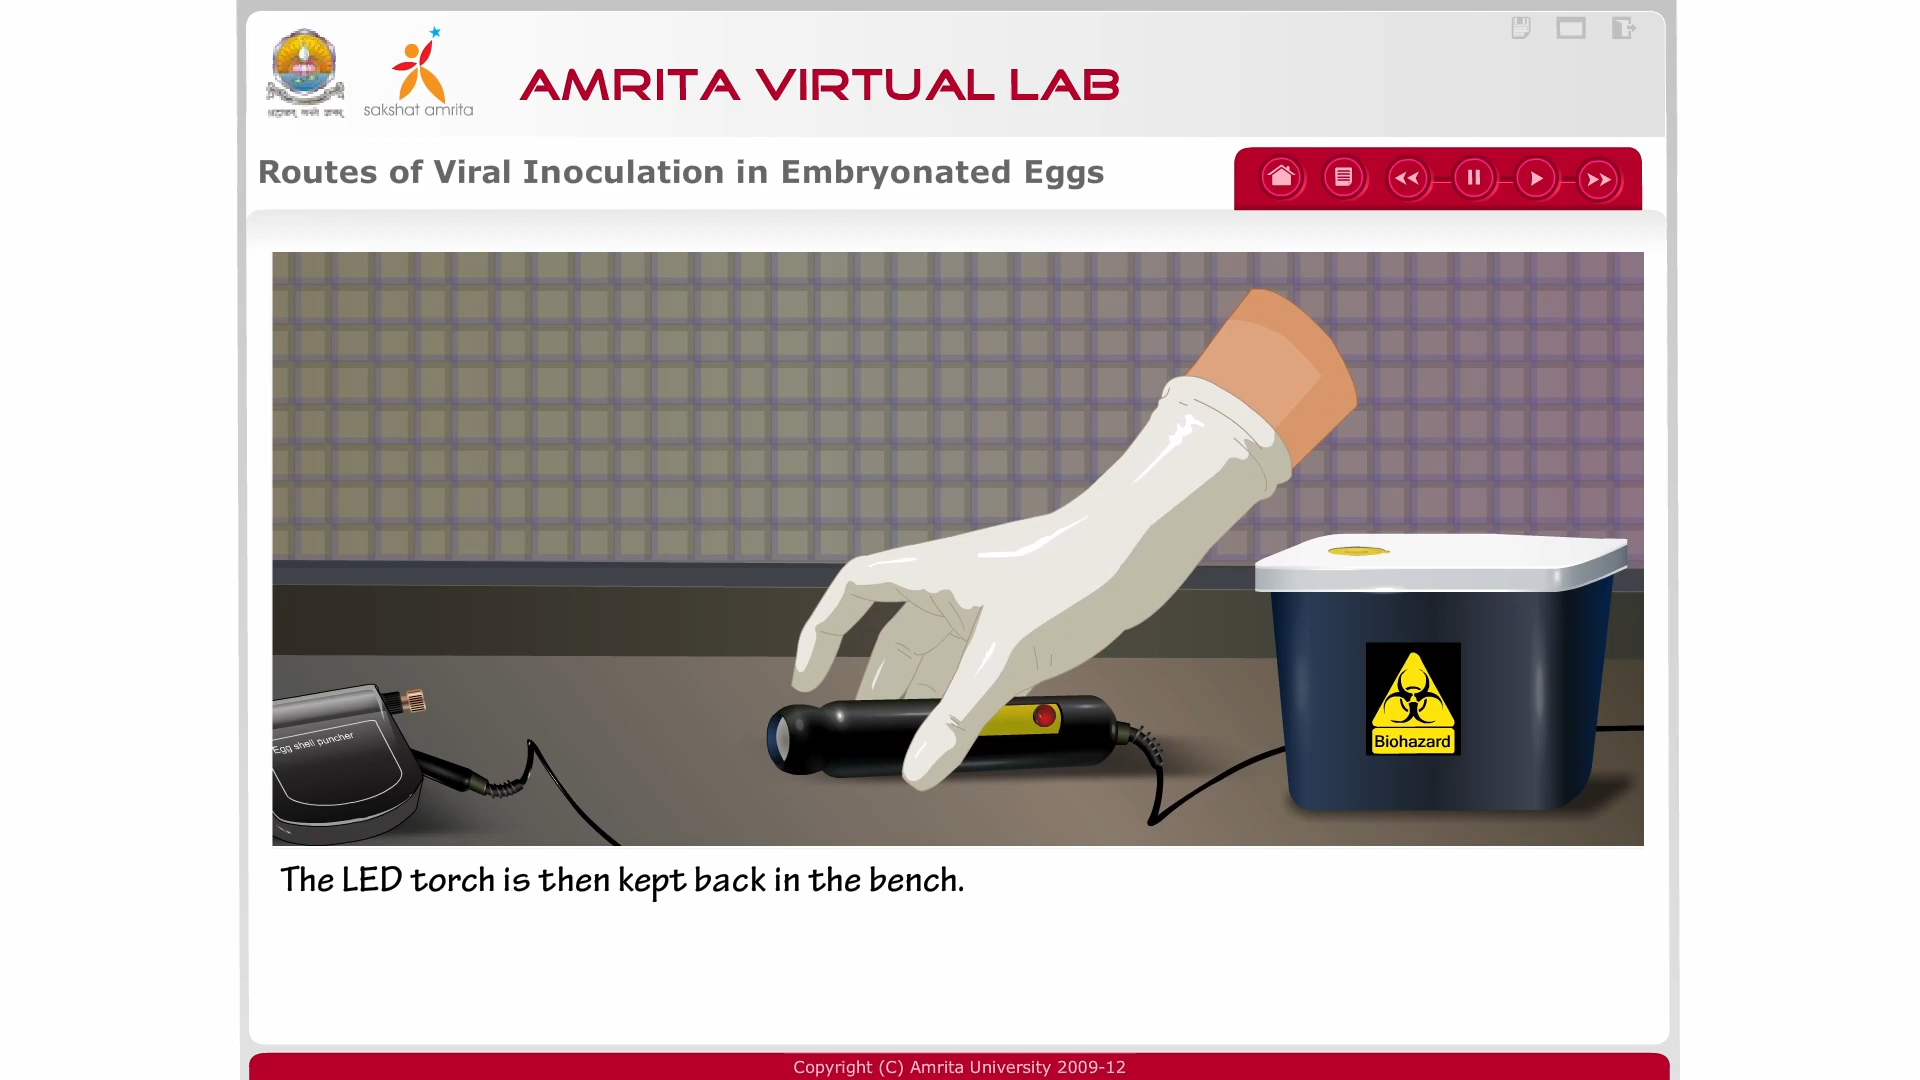 sakshat amrita
AMRITA VIRTUAL LAB
Routes of Viral Inoculation in Embryonated Eggs
Egg shell puncher
Biohazard
The LED torch is then kept back in the bench.
Copyright (C) Amrita University 2009-12